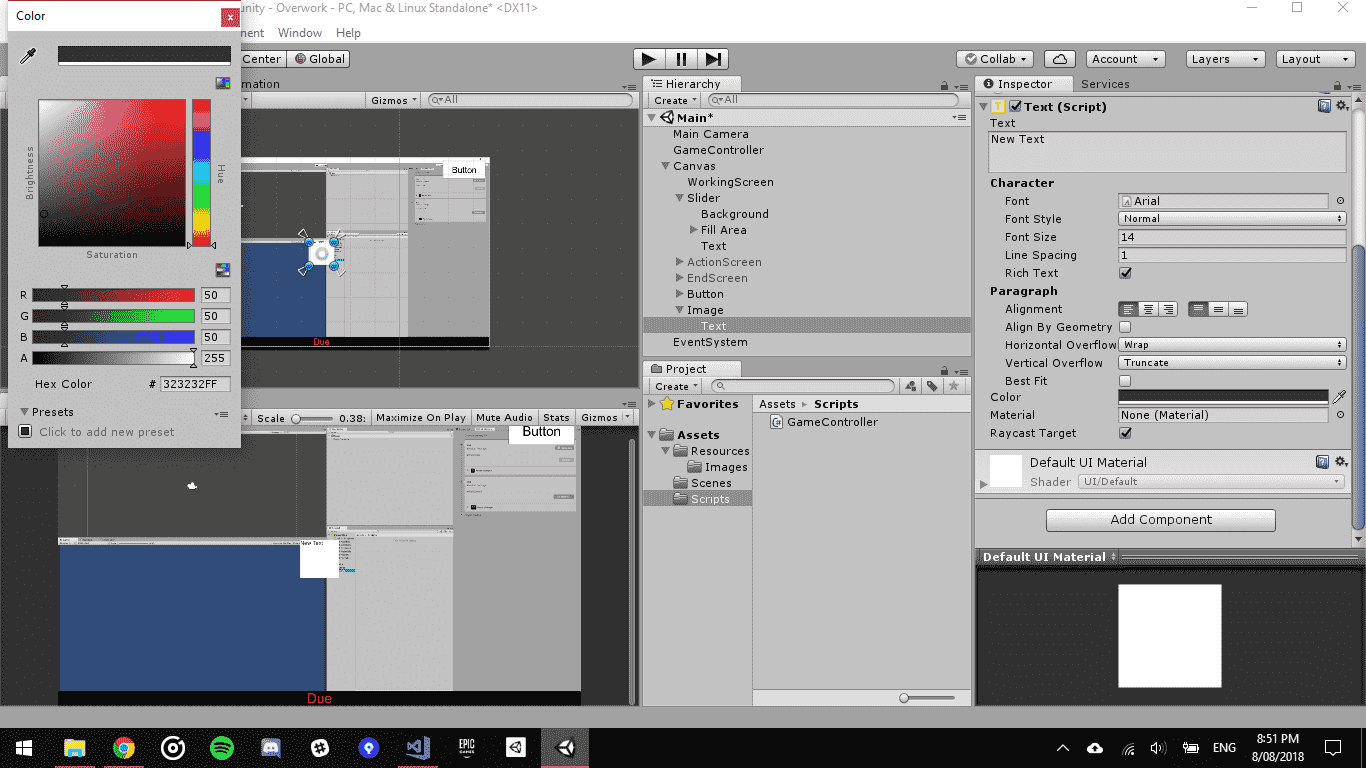 Color
unity - Overwork - PC, Mac & Linux Standalone* <DX11>
Window Help
Center Global
Collab Account Layers Layout
Brightness
Hue
Saturation
R 50
G 50
B 50
A 255
Hex Color # 323232FF
Presets
Click to add new preset
Gizmos All
Button
Due
Scale 0.38: Maximize On Play Mute Audio Stats Gizmos
Button
New Text
Due
Hierarchy
Create All
Main*
Main Camera
GameController
Canvas
WorkingScreen
Slider
Background
Fill Area
Text
ActionScreen
EndScreen
Button
Image
Text
EventSystem
Project
Create
Favorites
Assets
Resources
Images
Scenes
Scripts
Assets Scripts
GameController
Inspector Services
Text (Script)
Text
New Text
Character
Font Arial
Font Style Normal
Font Size 14
Line Spacing 1
Rich Text
Paragraph
Alignment
Align By Geometry
Horizontal Overflow Wrap
Vertical Overflow Truncate
Best Fit
Color
Material None (Material)
Raycast Target
Default UI Material
Shader UI/Default
Add Component
Default UI Material
EPIC
GAMES
ENG
8:51 PM
8/08/2018